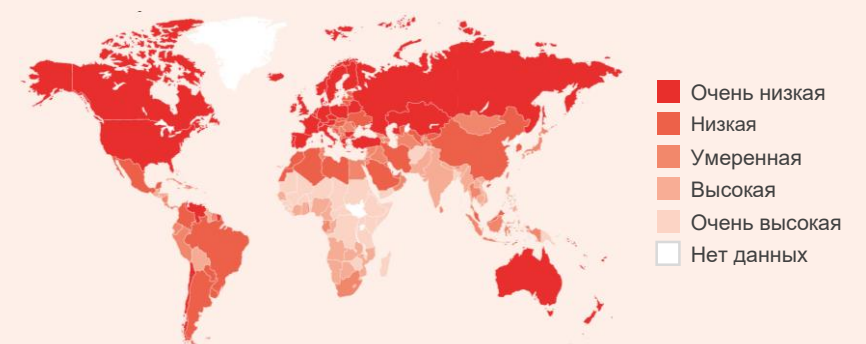 Очень низкая
Низкая
Умеренная
Высокая
Очень высокая
Нет данных